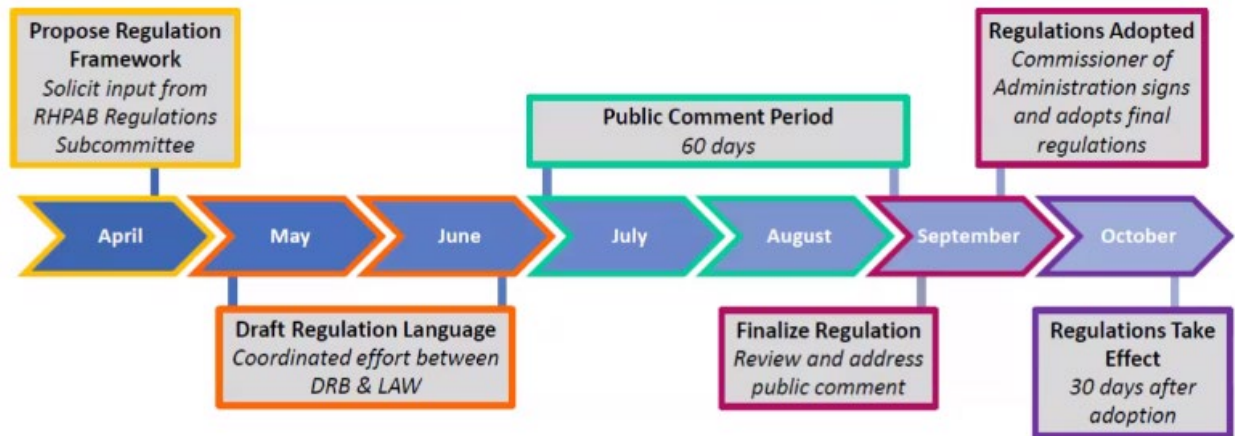 Propose Regulation
Framework
Solicit input from
RHPAB Regulations
Subcommittee
Public Comment Period
60 days
Regulations Adopted
Commissioner of
Administration signs
and adopts final
regulations
April
May
June
July
August
September
October
Draft Regulation Language
Coordinated effort between
DRB & LAW
Finalize Regulation
Review and address
public comment
Regulations Take
Effect
30 days after
adoption